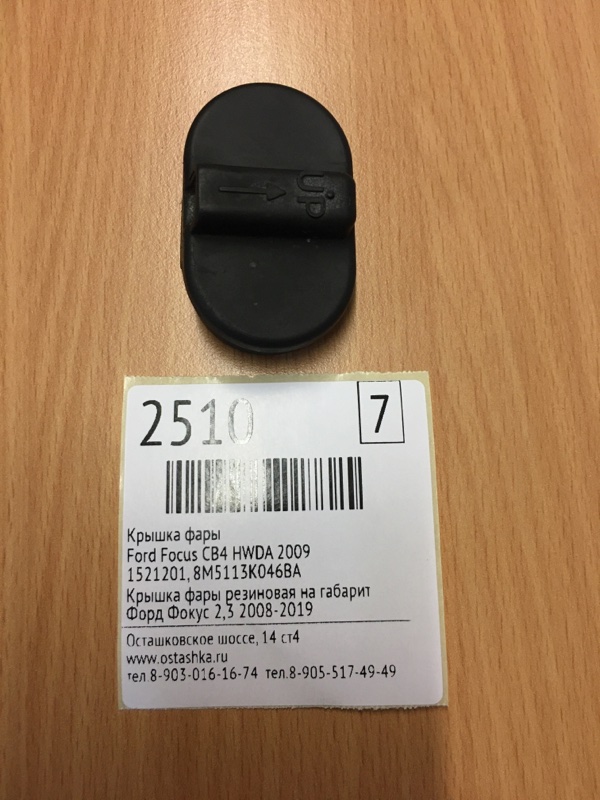 UP
2510
7
Крышка фары
Ford Focus CB4 HWDA 2009
1521201, 8M5113K046BA
Крышка фары резиновая на габарит
Форд Фокус 2,3 2008-2019
Осташковское шоссе, 14 ст4
www.ostashka.ru
тел 8-903-016-16-74 тел.8-905-517-49-49